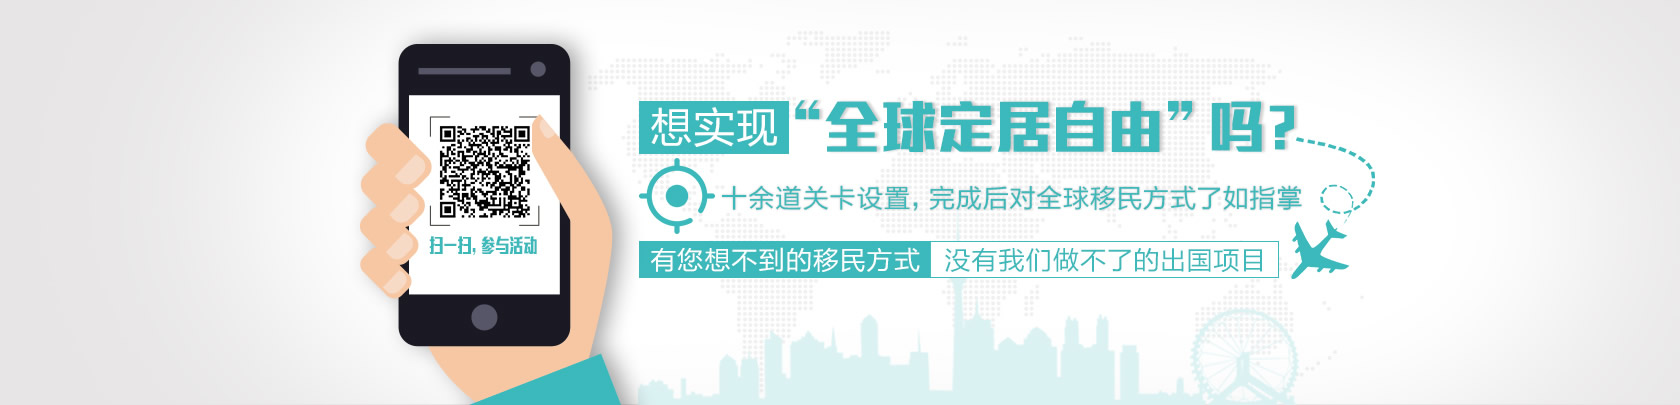 扫一扫，参与活动
想实现“全球定居自由”吗？
十余道关卡设置，完成后对全球移民方式了如指掌
有您想不到的移民方式 没有我们做不了的出国项目